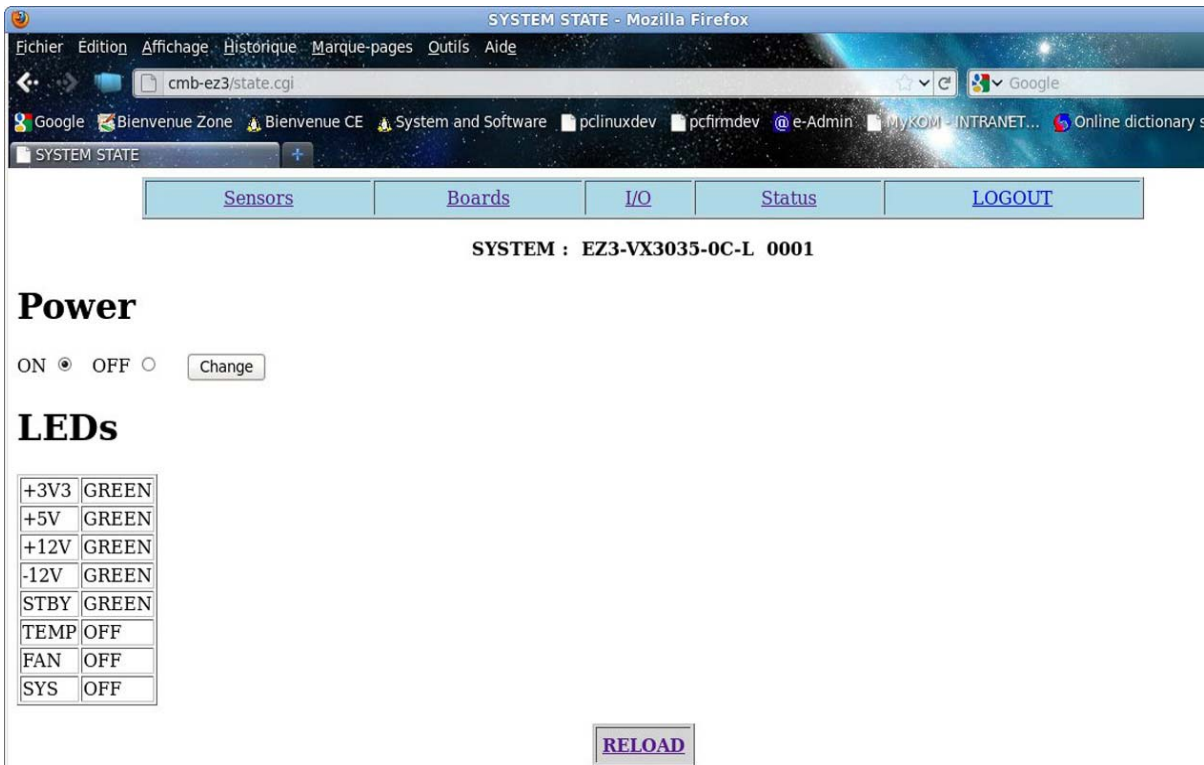 SYSTEM STATE - Mozilla Firefox
Fichier Édition Affichage Historique Marque-pages Outils Aide
cmb-ez3/state.cgi Google
Google Bienvenue Zone Bienvenue CE System and Software pclinuxdev pcfirmdev e-Admin MyKOM - INTRANET... Online dictionary s
SYSTEM STATE
Sensors Boards I/O Status LOGOUT
SYSTEM : EZ3-VX3035-0C-L 0001
Power
ON OFF Change
LEDs
+3V3 GREEN
+5V GREEN
+12V GREEN
-12V GREEN
STBY GREEN
TEMP OFF
FAN OFF
SYS OFF
RELOAD